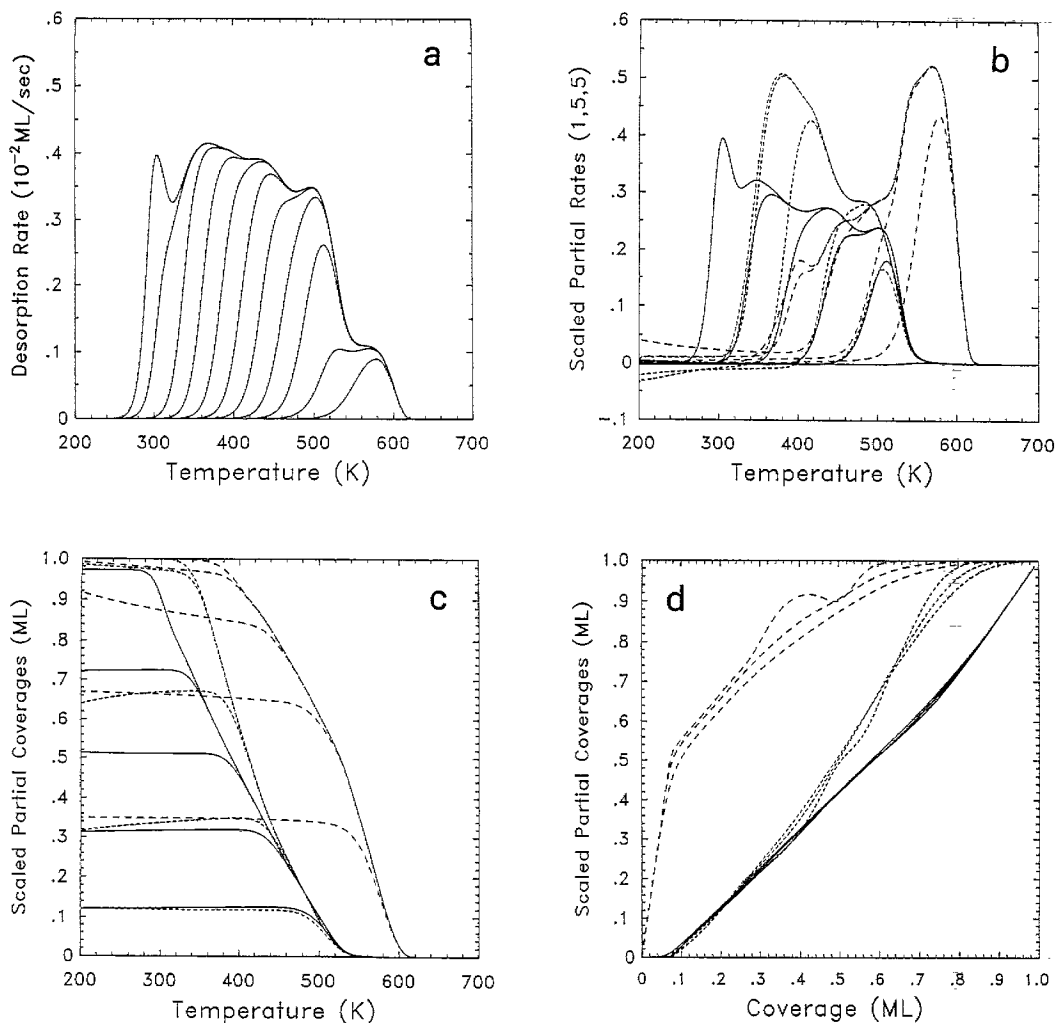 a
.6
.5
.4
.3
.2
.1
0
Desorption Rate (10⁻² ML/sec)
200 300 400 500 600 700
Temperature (K)
b
.6
.5
.4
.3
.2
.1
0
−.1
Scaled Partial Rates (1,5,5)
200 300 400 500 600 700
Temperature (K)
c
1.0
.9
.8
.7
.6
.5
.4
.3
.2
.1
0
Scaled Partial Coverages (ML)
200 300 400 500 600 700
Temperature (K)
d
1.0
.9
.8
.7
.6
.5
.4
.3
.2
.1
0
Scaled Partial Coverages (ML)
0 .1 .2 .3 .4 .5 .6 .7 .8 .9 1.0
Coverage (ML)